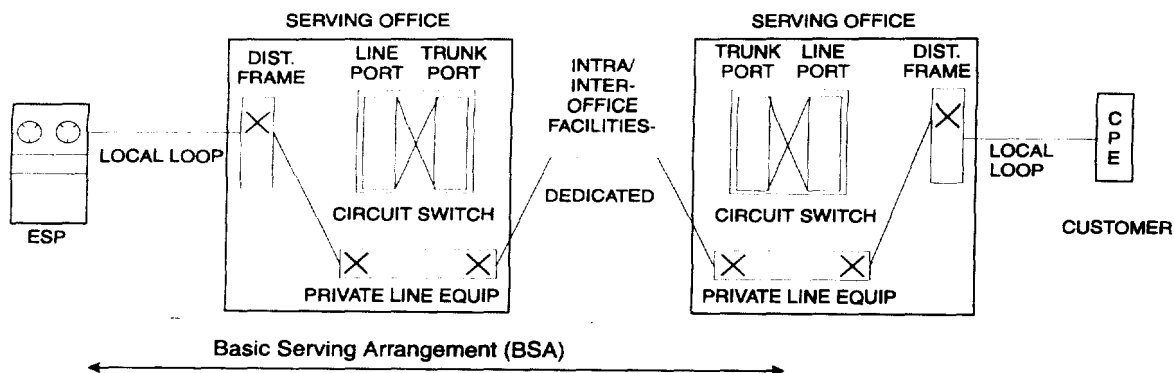 SERVING OFFICE
DIST.
FRAME
LINE
PORT
TRUNK
PORT
CIRCUIT SWITCH
PRIVATE LINE EQUIP
ESP
LOCAL LOOP
INTRA/
INTER-
OFFICE
FACILITIES-
DEDICATED
SERVING OFFICE
TRUNK
PORT
LINE
PORT
DIST.
FRAME
CIRCUIT SWITCH
PRIVATE LINE EQUIP
LOCAL
LOOP
C
P
E
CUSTOMER
Basic Serving Arrangement (BSA)